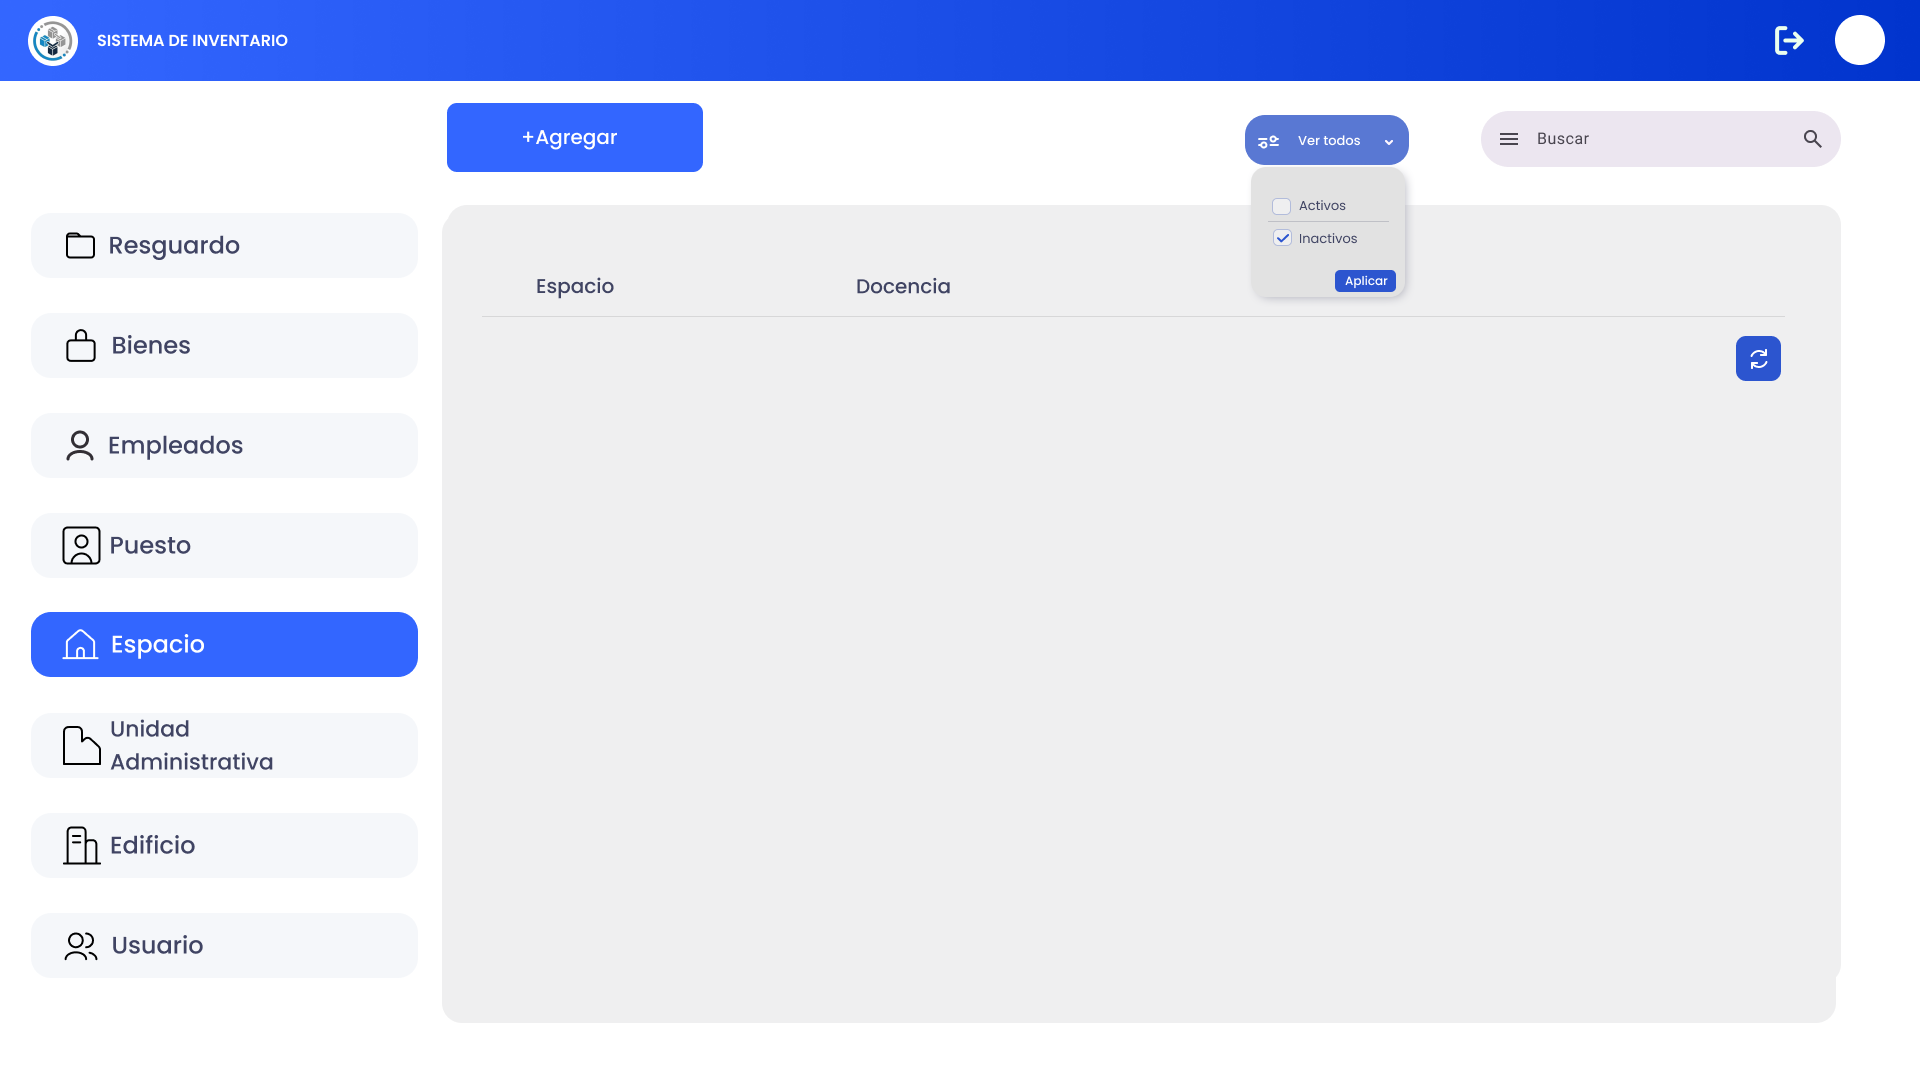 SISTEMA DE INVENTARIO
+Agregar
Ver todos
Buscar
Activos
Inactivos
Aplicar
Resguardo
Bienes
Empleados
Puesto
Espacio
Unidad
Administrativa
Edificio
Usuario
Espacio
Docencia